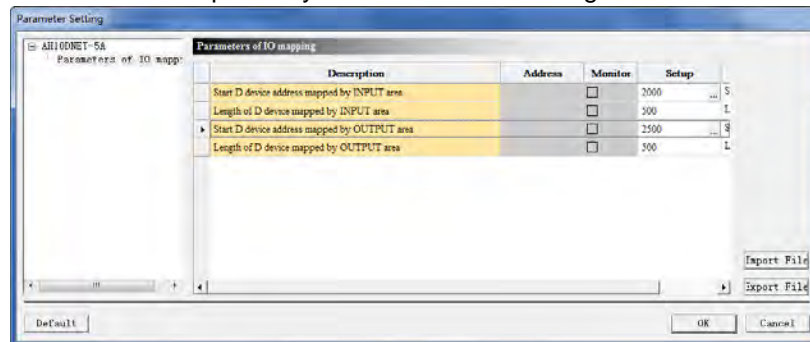 Parameter Setting
AH10DNET-5A
Parameters of IO mapp
Parameters of IO mapping
Description Address Monitor Setup
Start D device address mapped by INPUT area 2000 ... S
Length of D device mapped by INPUT area 500 L
Start D device address mapped by OUTPUT area 2500 ... S
Length of D device mapped by OUTPUT area 500 L
Import File
Export File
Default OK Cancel